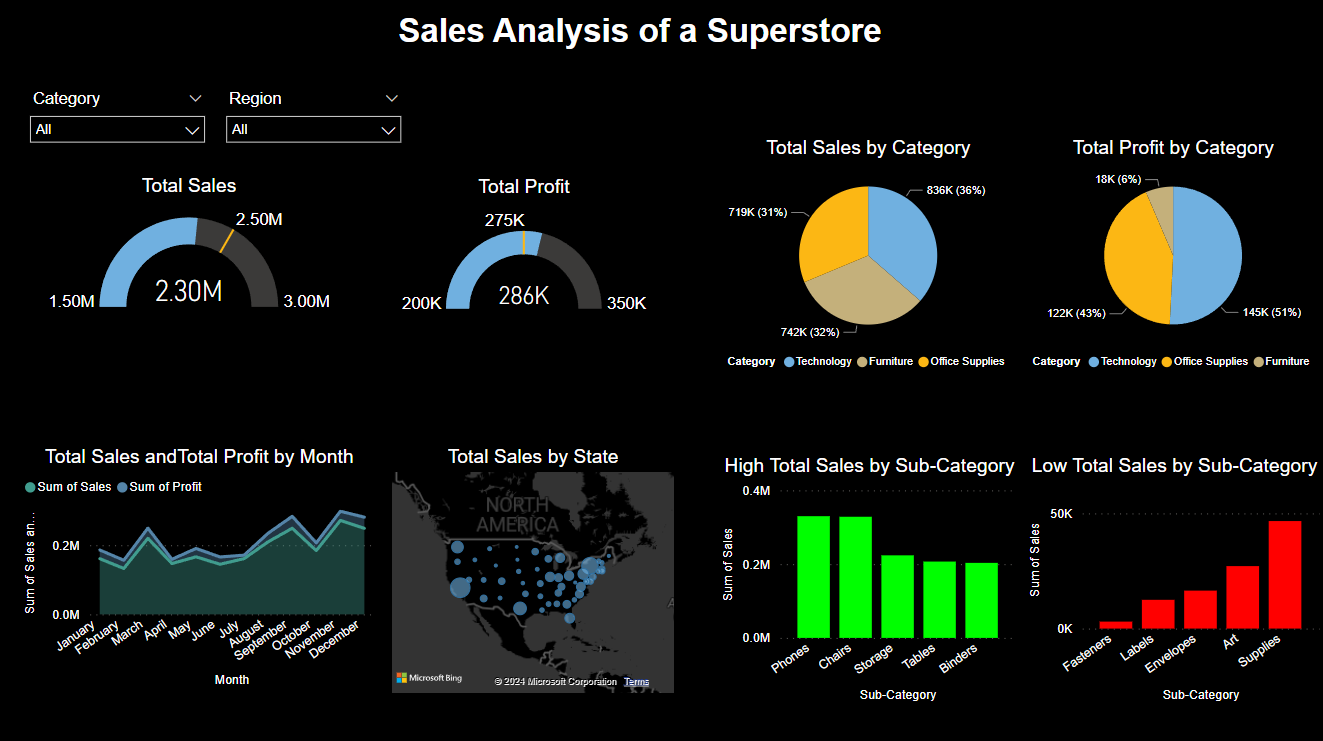 Sales Analysis of a Superstore
Category
Region
All
All
Total Sales
2.50M
1.50M
2.30M
3.00M
Total Profit
275K
200K
286K
350K
Total Sales by Category
836K (36%)
719K (31%)
742K (32%)
Category Technology Furniture Office Supplies
Total Profit by Category
18K (6%)
122K (43%)
145K (51%)
Category Technology Office Supplies Furniture
Total Sales andTotal Profit by Month
Sum of Sales Sum of Profit
Sum of Sales an...
0.2M
0.0M
January
February
March
April
May
June
July
August
September
October
November
December
Month
Total Sales by State
NORTH
AMERICA
Microsoft Bing
© 2024 Microsoft Corporation Terms
High Total Sales by Sub-Category
Sum of Sales
0.4M
0.2M
0.0M
Phones
Chairs
Storage
Tables
Binders
Sub-Category
Low Total Sales by Sub-Category
Sum of Sales
50K
0K
Fasteners
Labels
Envelopes
Art
Supplies
Sub-Category